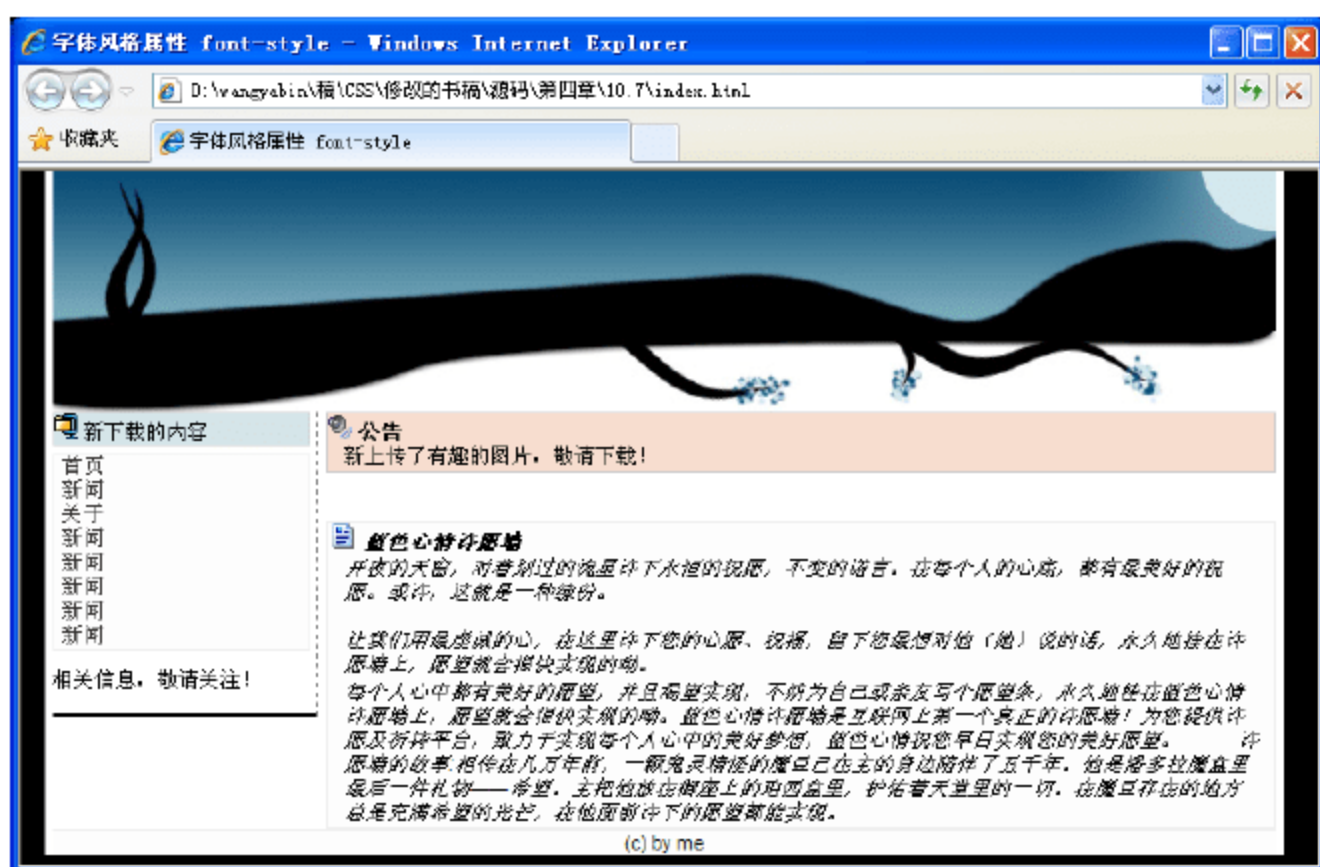 字体风格属性 font-style - Windows Internet Explorer
D:\wangyabin\稿\CSS\修改的书稿\源码\第四章\10.7\index.html
收藏夹
字体风格属性 font-style
新下载的内容
首页
新闻
关于
新闻
新闻
新闻
新闻
新闻
相关信息，敬请关注!
公告
新上传了有趣的图片，敬请下载!
蓝色心情许愿墙
开夜的天窗，对着划过的流星许下永恒的祝愿，不变的诺言。在每个人的心底，都有最美好的祝
愿。或许，这就是一种缘份。
让我们用最虔诚的心，在这里许下您的心愿、祝福，留下您最想对他（她）说的话，永久地挂在许
愿墙上，愿望就会很快实现的呦。
每个人心中都有美好的愿望，并且渴望实现，不妨为自己或亲友写个愿望条，永久地挂在蓝色心情
许愿墙上，愿望就会很快实现的呦。蓝色心情许愿墙是互联网上第一个真正的许愿墙！为您提供许
愿及祈祷平台，致力于实现每个人心中的美好梦想，蓝色心情祝您早日实现您的美好愿望。 许
愿墙的故事 相传在几万年前，一颗鬼灵精怪的魔豆已在主的身边陪伴了五千年。他是潘多拉魔盒里
最后一件礼物——希望。主把他放在脚座上的珀西盒里，护佑着天堂里的一切。在魔豆存在的地方
总是充满希望的光芒，在他面前许下的愿望都能实现。
(c) by me